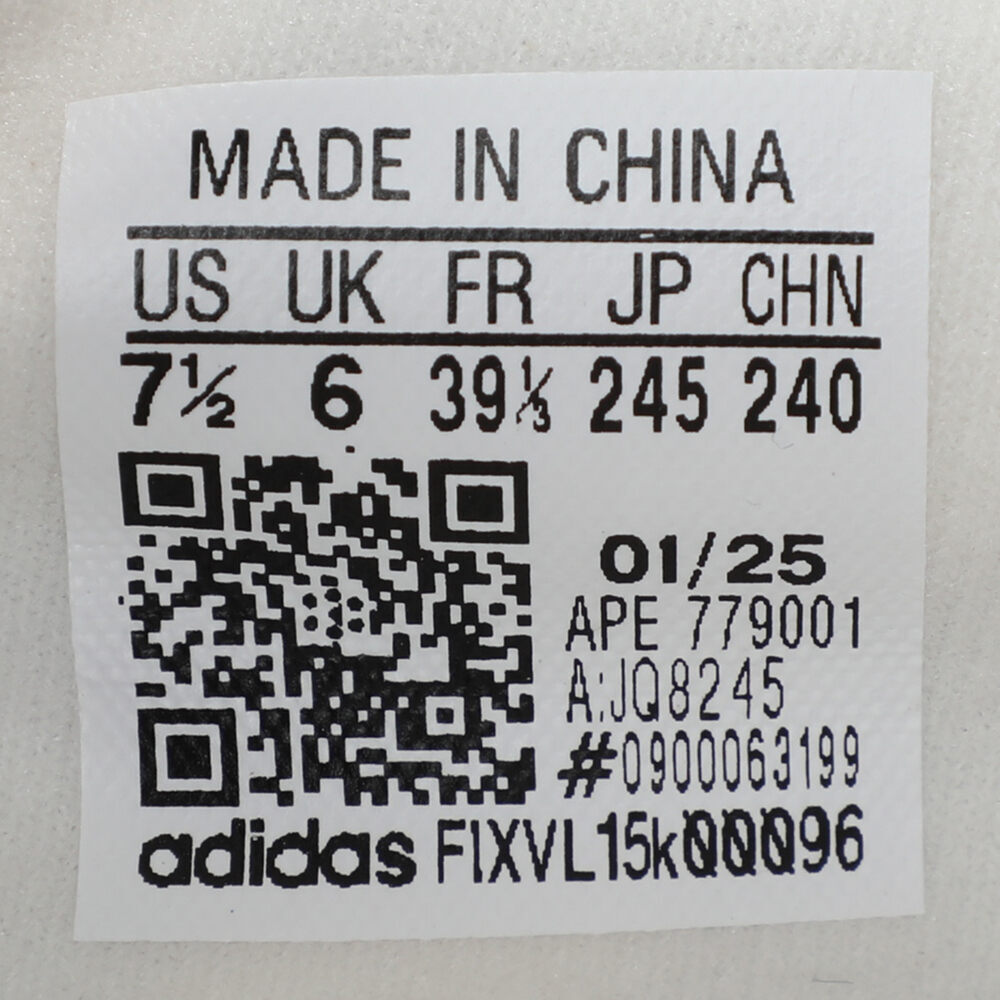 MADE IN CHINA
US UK FR JP CHN
7½ 6 39⅓ 245 240
01/25
APE 779001
A:JQ8245
#0900063199
adidas FIXVL15k00096